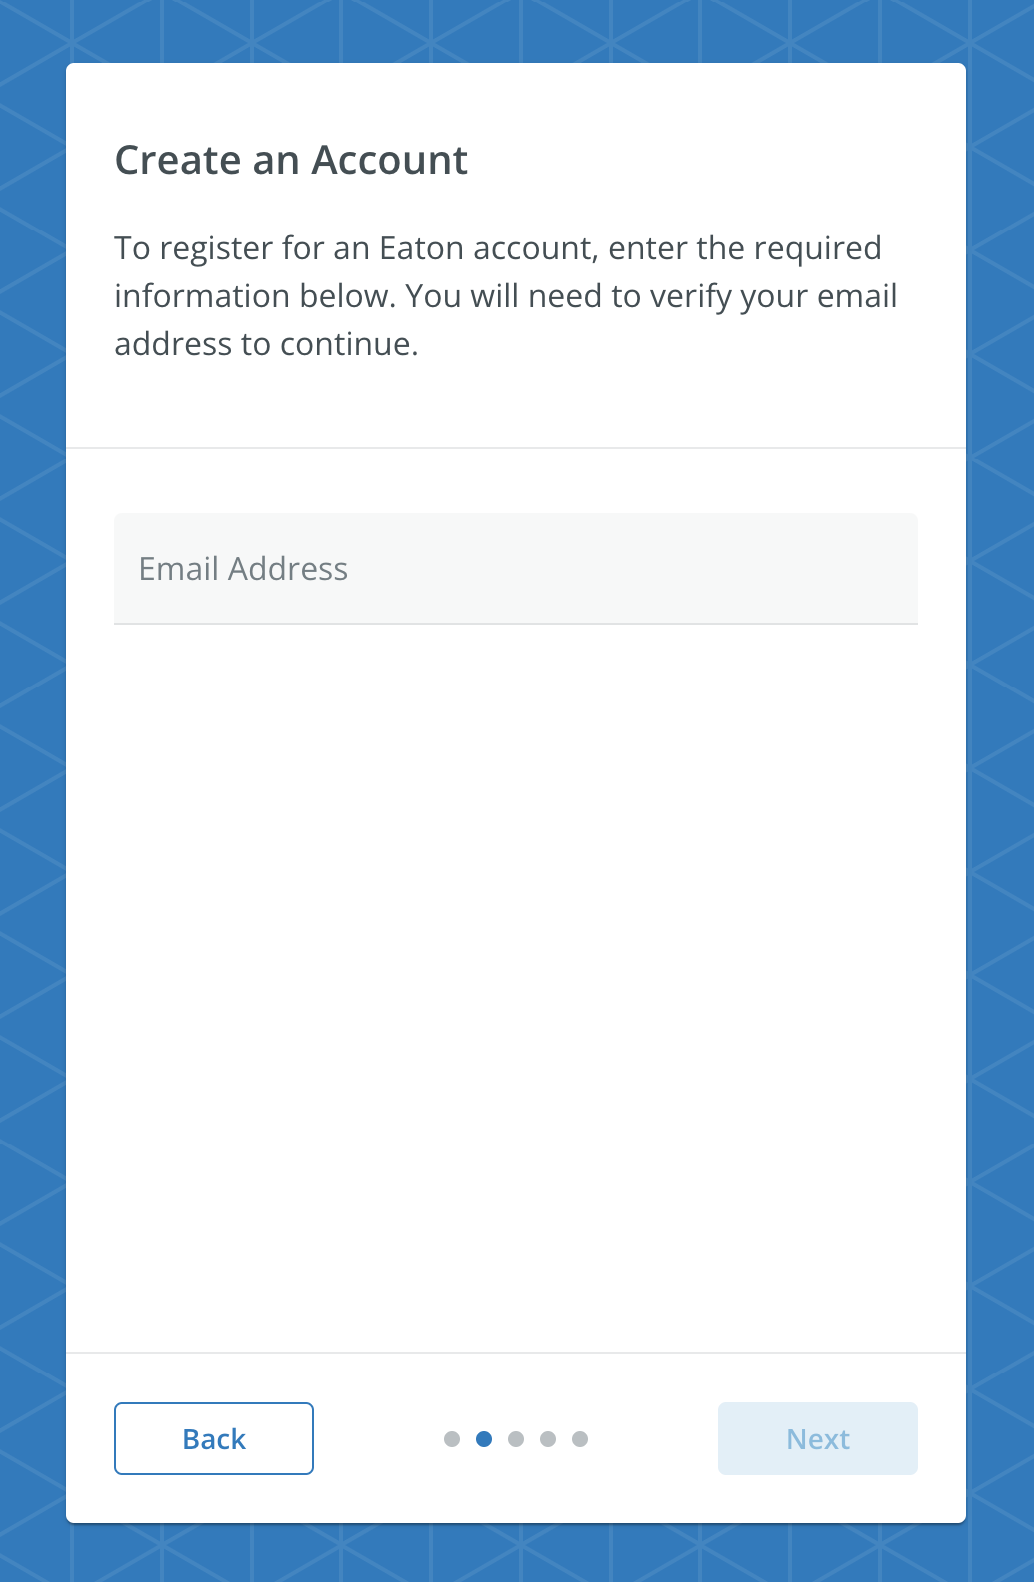 Create an Account
To register for an Eaton account, enter the required
information below. You will need to verify your email
address to continue.
Email Address
Back
Next